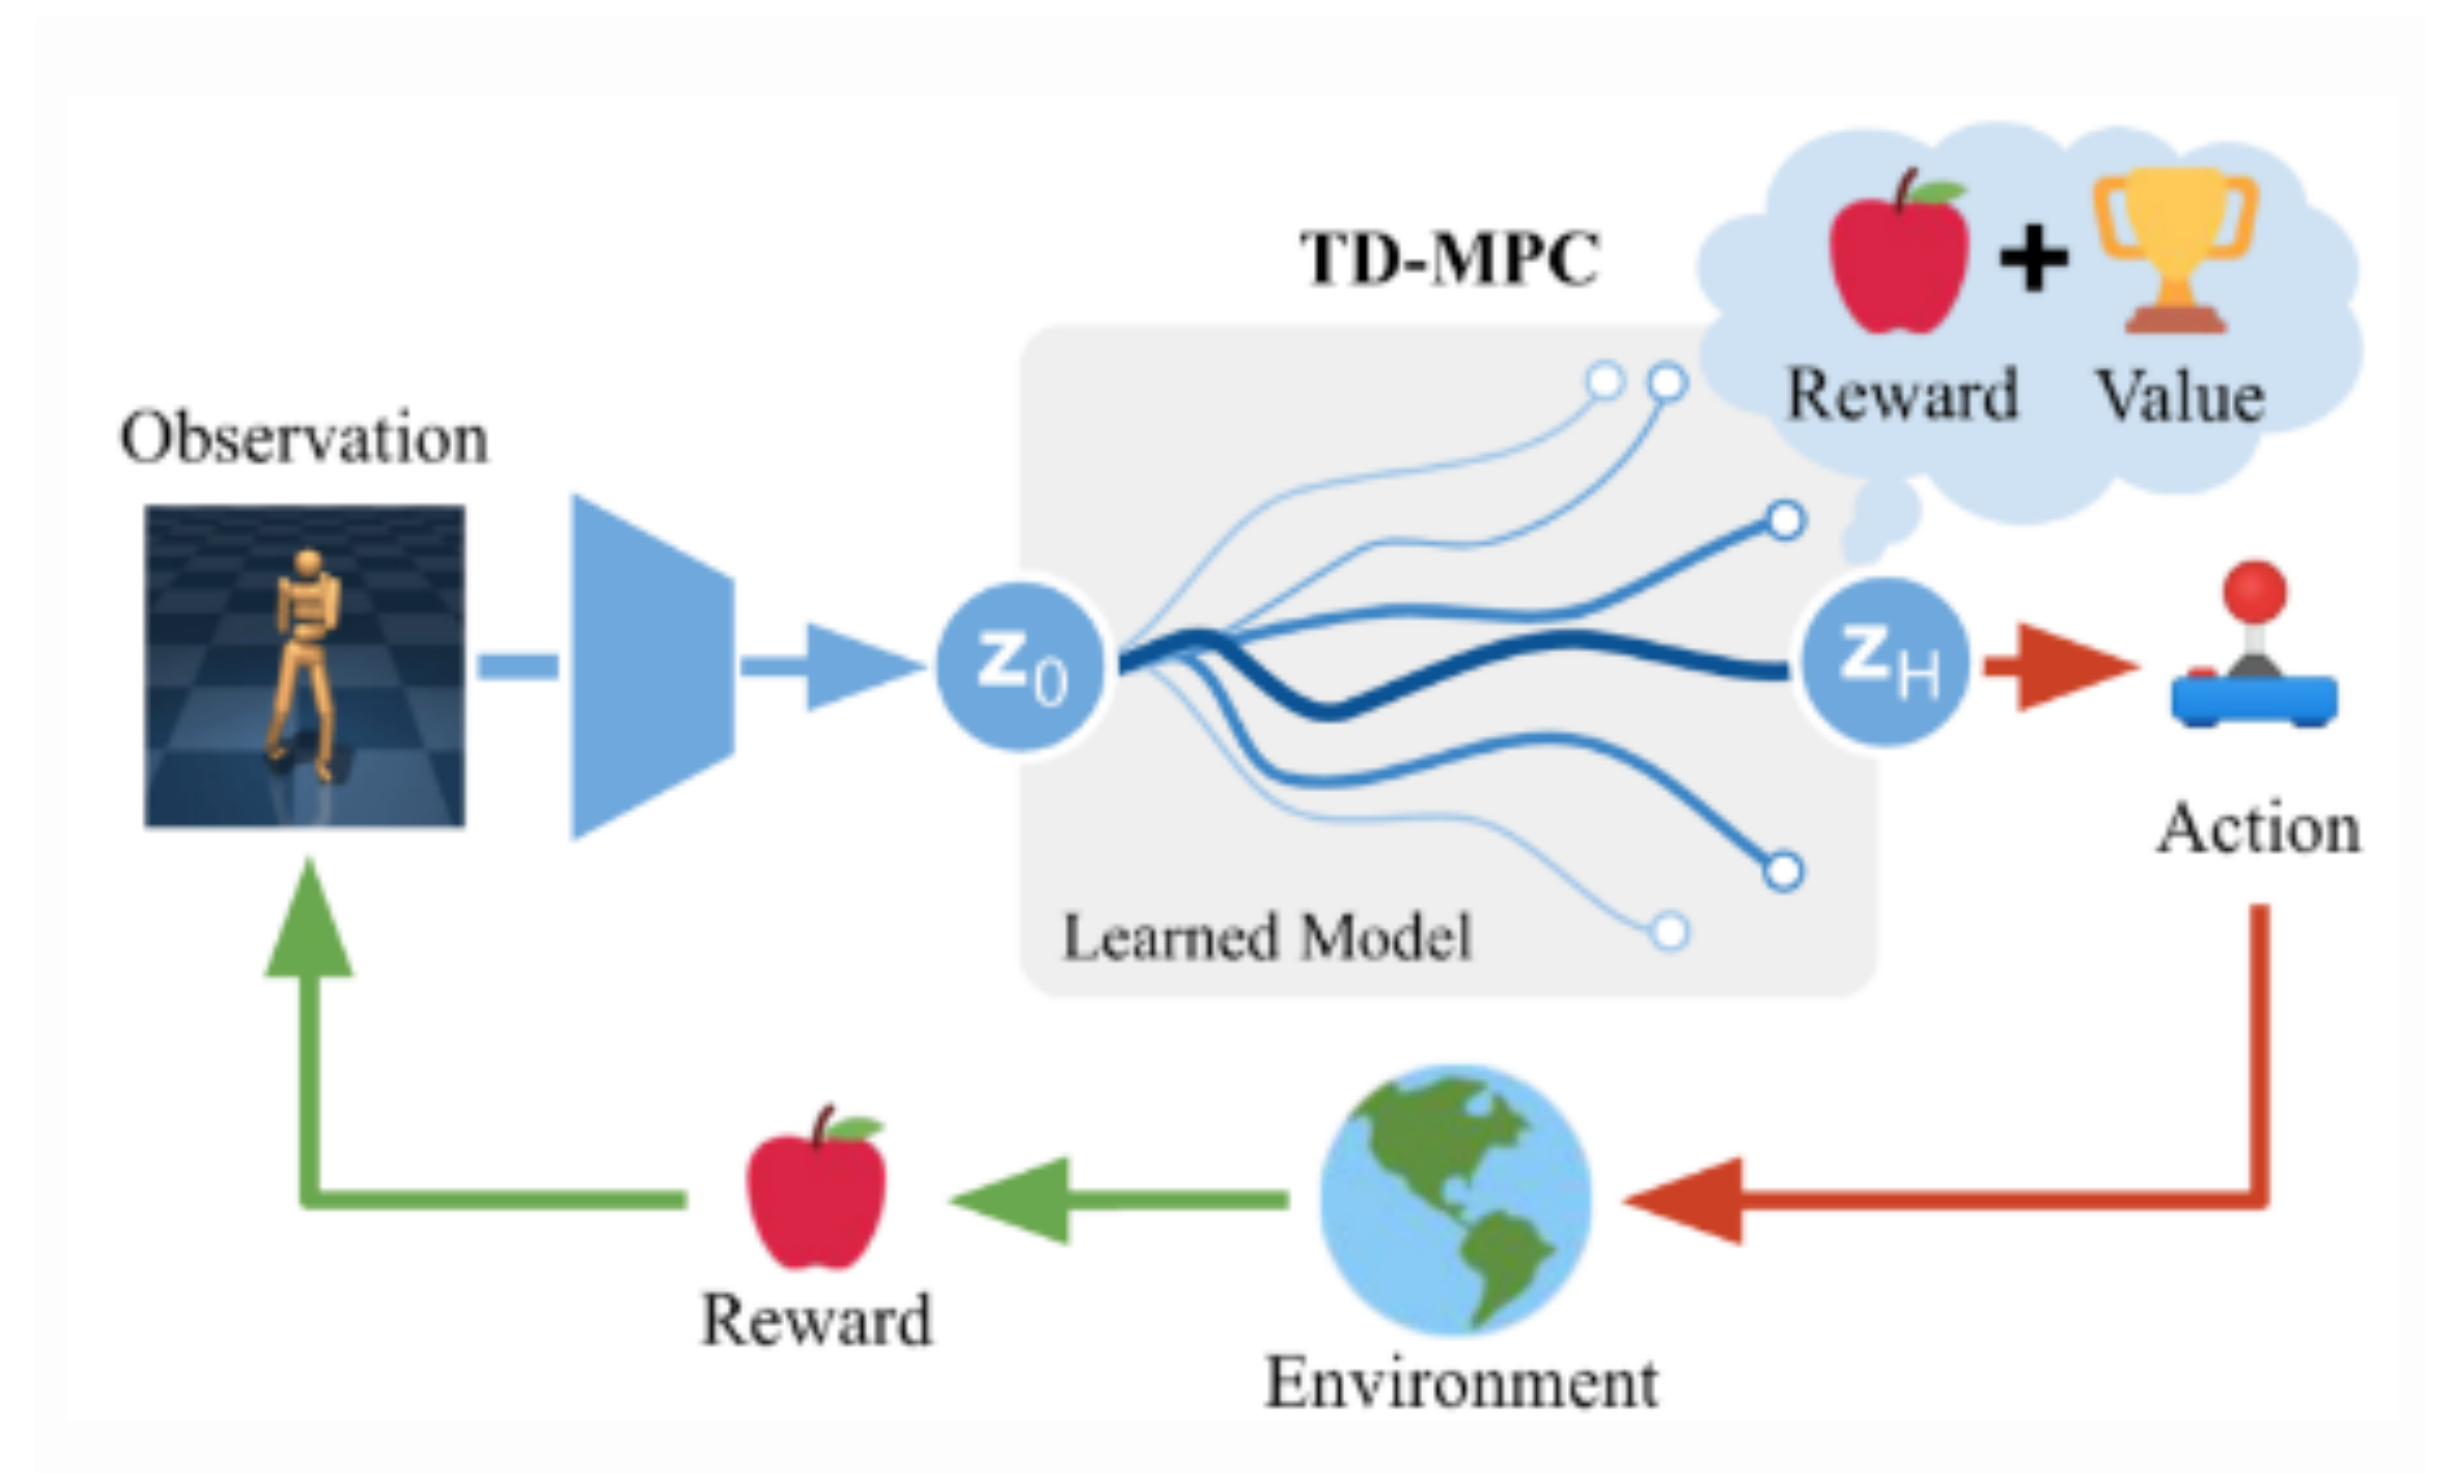 TD-MPC
Reward + Value
Observation
z0
zH
Action
Learned Model
Reward
Environment